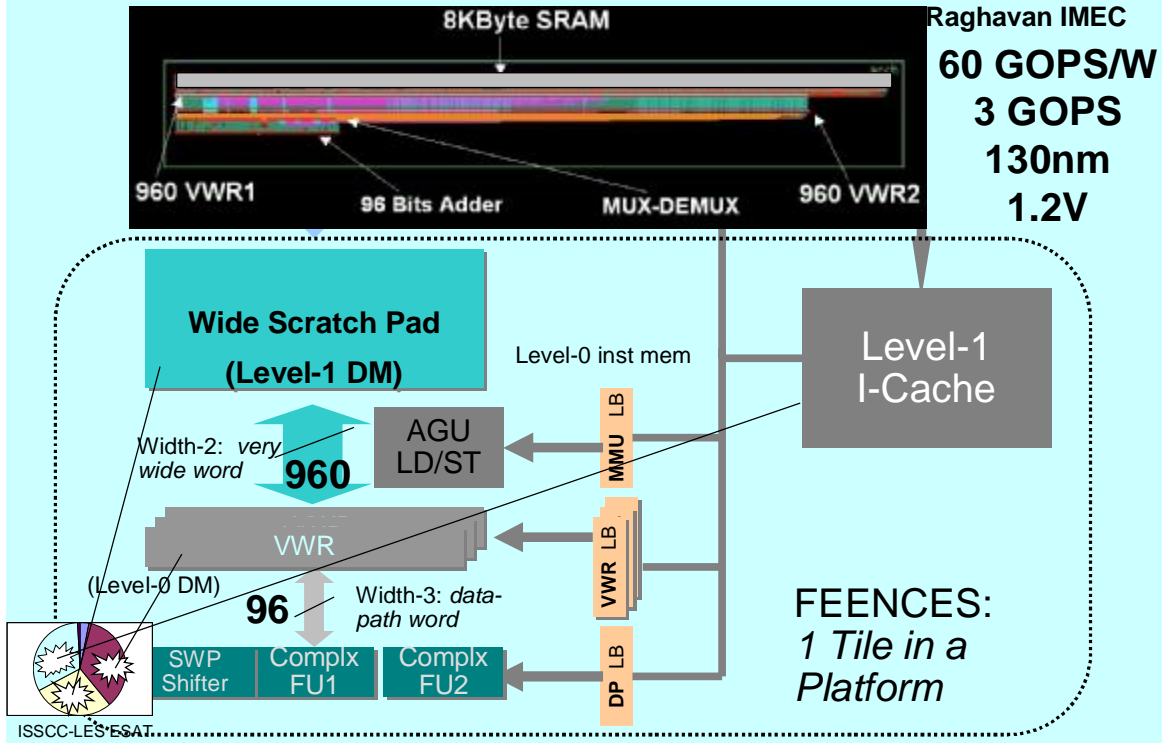 8KByte SRAM
Raghavan IMEC
60 GOPS/W
3 GOPS
130nm
1.2V
960 VWR1
96 Bits Adder
MUX-DEMUX
960 VWR2
Wide Scratch Pad
(Level-1 DM)
Level-0 inst mem
Level-1
I-Cache
Width-2: very
wide word
960
AGU
LD/ST
MMU LB
VWR
VWR LB
(Level-0 DM)
96
Width-3: data-
path word
FEENCES:
1 Tile in a
Platform
SWP
Shifter
Complx
FU1
Complx
FU2
DP LB
ISSCC-LES ESAT